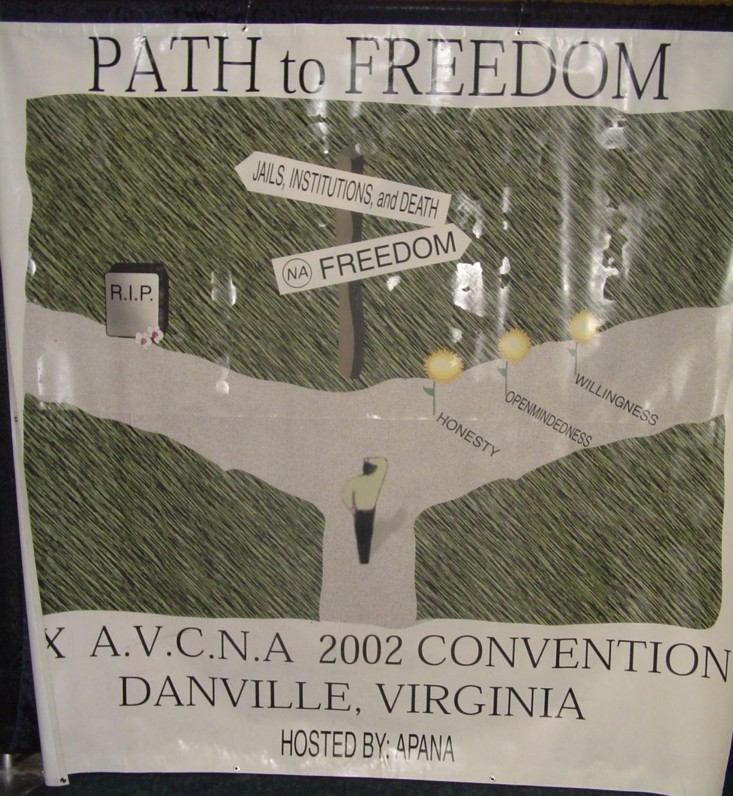 PATH to FREEDOM
JAILS, INSTITUTIONS, and DEATH
NA FREEDOM
R.I.P.
HONESTY
OPENMINDEDNESS
WILLINGNESS
X A.V.C.N.A 2002 CONVENTION
DANVILLE, VIRGINIA
HOSTED BY: APANA